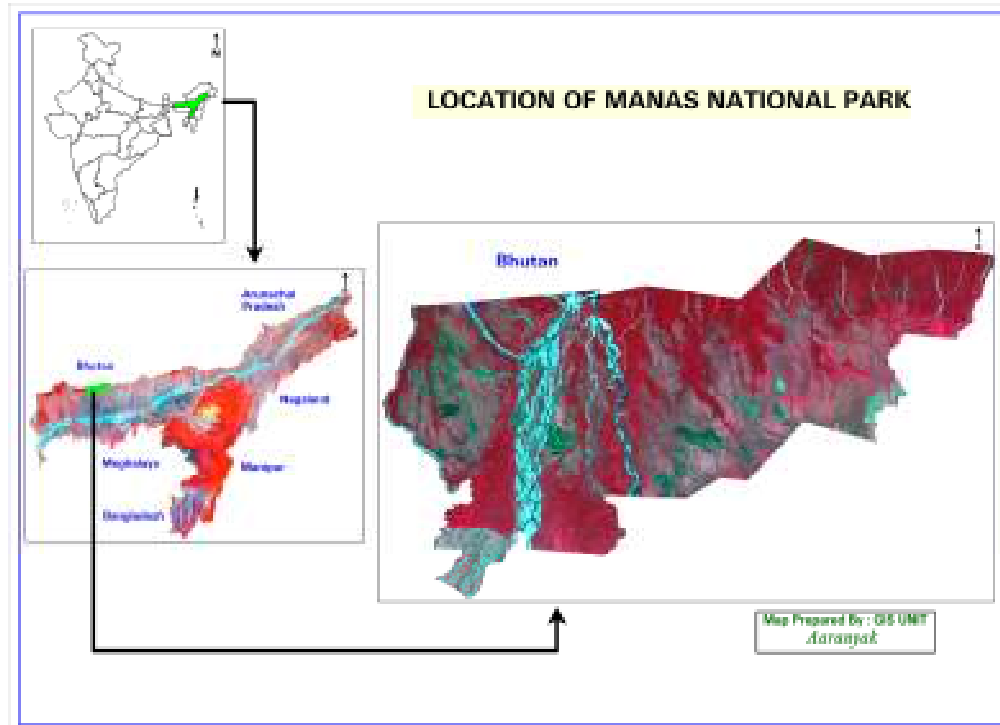 N
LOCATION OF MANAS NATIONAL PARK
Bhutan
Arunachal
Pradesh
Bhutan
Nagaland
Meghalaya
Manipur
Bangladesh
Map Prepared By : GIS UNIT
Aaranyak